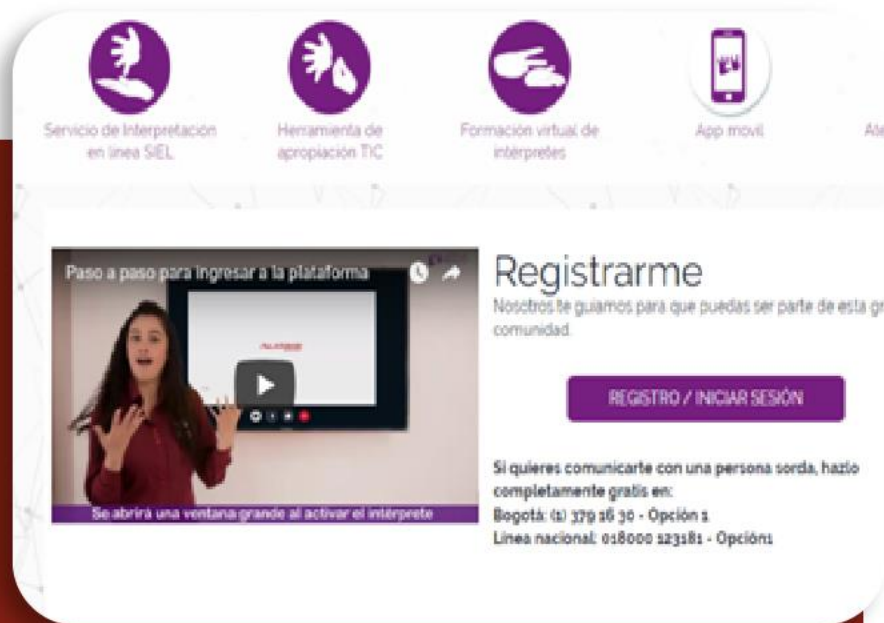 Servicio de Interpretación
en línea SIEL
Herramienta de
apropiación TIC
Formación virtual de
intérpretes
App móvil
Paso a paso para ingresar a la plataforma
Se abrirá una ventana grande al activar el intérprete
Registrarme
Nosotros te guiamos para que puedas ser parte de esta gr
comunidad.
REGISTRO / INICIAR SESIÓN
Si quieres comunicarte con una persona sorda, hazlo
completamente gratis en:
Bogotá: (1) 379 16 30 - Opción 1
Línea nacional: 018000 123181 - Opción1